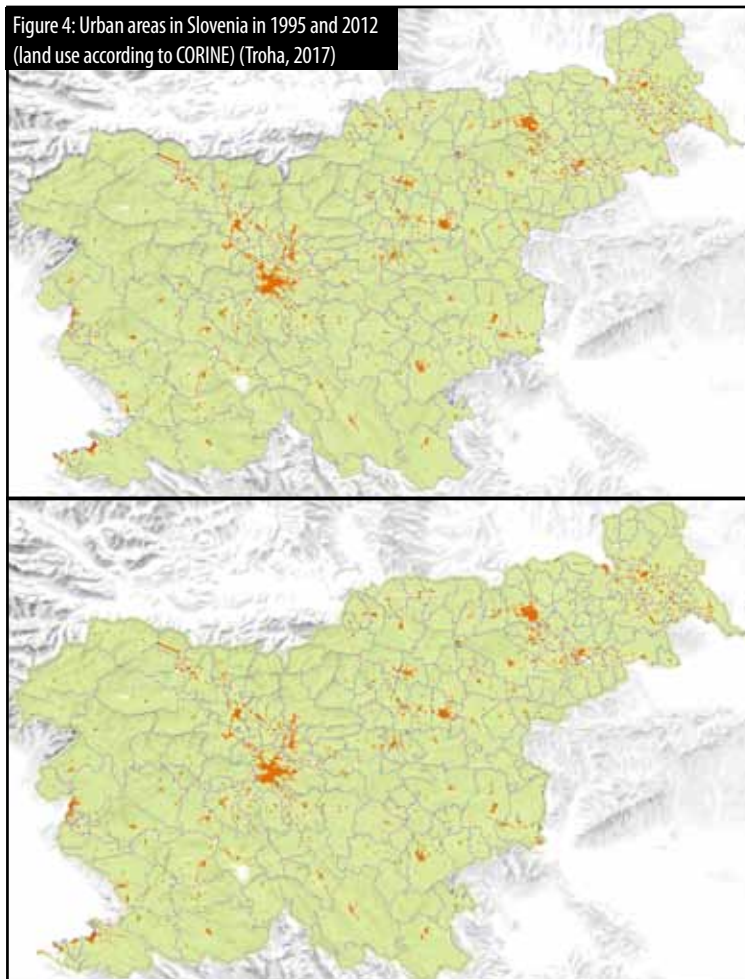 Figure 4: Urban areas in Slovenia in 1995 and 2012
(land use according to CORINE) (Troha, 2017)